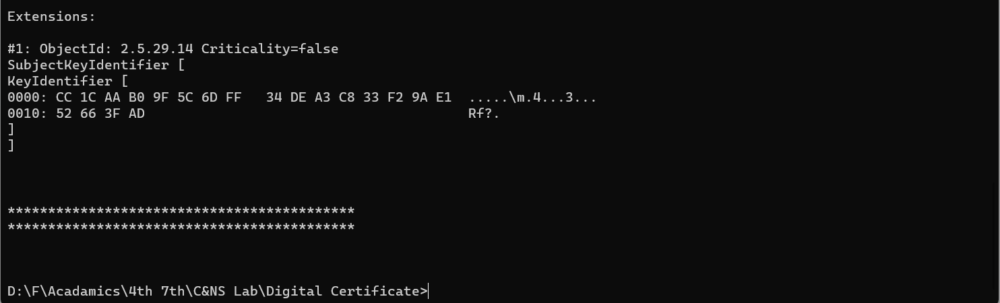 Extensions:
#1: ObjectId: 2.5.29.14 Criticality=false
SubjectKeyIdentifier [
KeyIdentifier [
0000: CC 1C AA B0 9F 5C 6D FF   34 DE A3 C8 33 F2 9A E1  .....\m.4...3...
0010: 52 66 3F AD                                        Rf?.
]
]
*******************************************
*******************************************
D:\F\Acadamics\4th 7th\C&NS Lab\Digital Certificate>